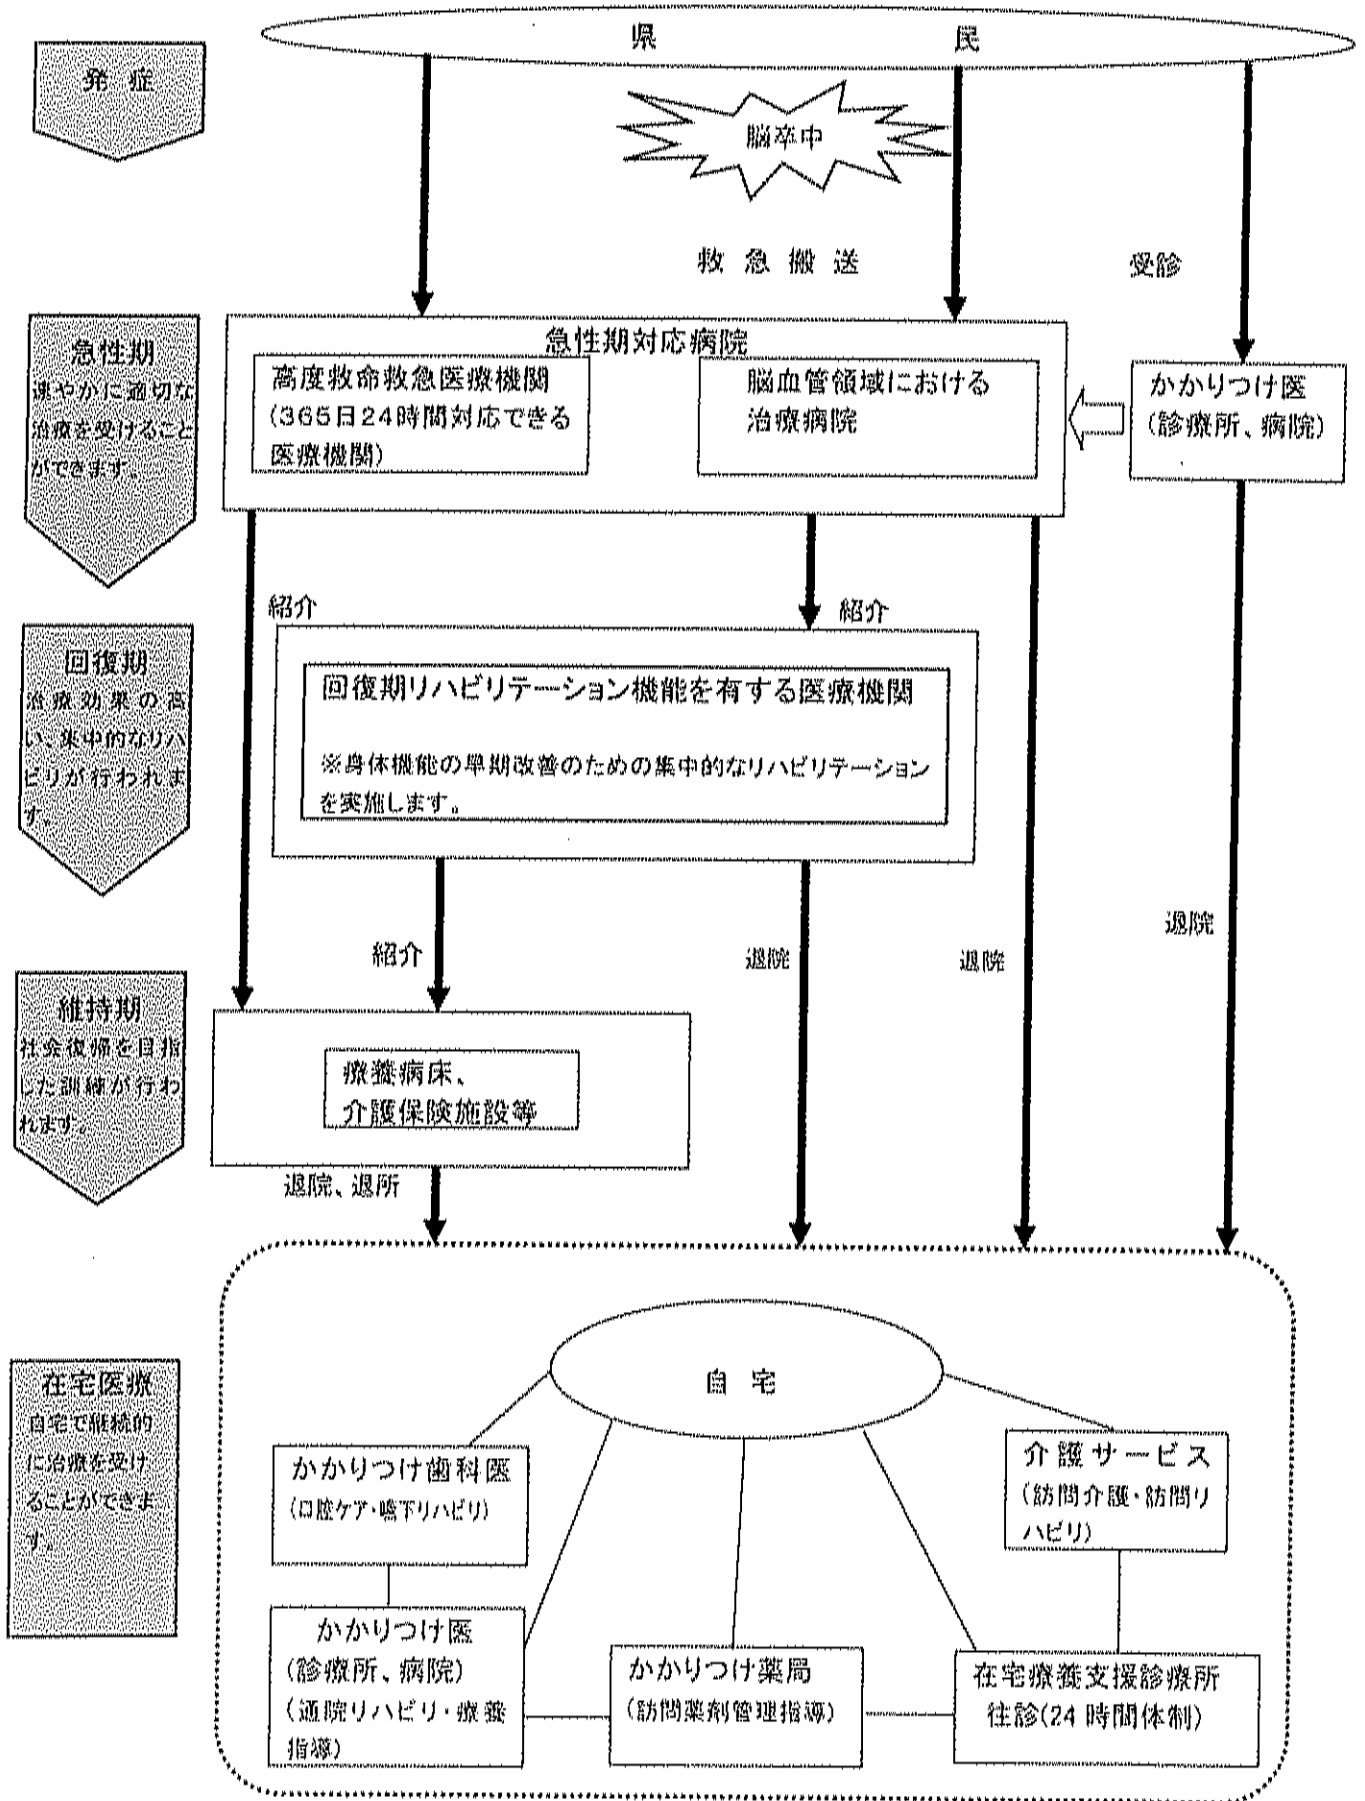 県民
発症
脳卒中
救急搬送
受診
急性期
速やかに適切な
治療を受けること
ができます。
急性期対応病院
高度救命救急医療機関
(365日24時間対応できる
医療機関)
脳血管領域における
治療病院
かかりつけ医
(診療所、病院)
紹介
紹介
回復期
治療効果の高
い、集中的なリハ
ビリが行われま
す。
回復期リハビリテーション機能を有する医療機関
※身体機能の早期改善のための集中的なリハビリテーション
を実施します。
紹介
退院
退院
退院
維持期
社会復帰を目指
した訓練が行わ
れます。
療養病床、
介護保険施設等
退院、退所
在宅医療
自宅で継続的
に治療を受け
ることができま
す。
自宅
かかりつけ歯科医
(口腔ケア・嚥下リハビリ)
介護サービス
(訪問介護・訪問リ
ハビリ)
かかりつけ医
(診療所、病院)
(通院リハビリ・療養
指導)
かかりつけ薬局
(訪問薬剤管理指導)
在宅療養支援診療所
往診(24時間体制)